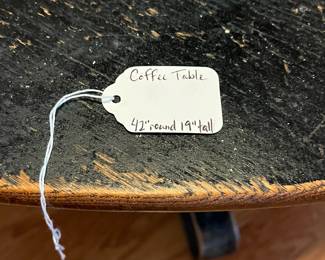 Coffee Table
42" round 19" tall